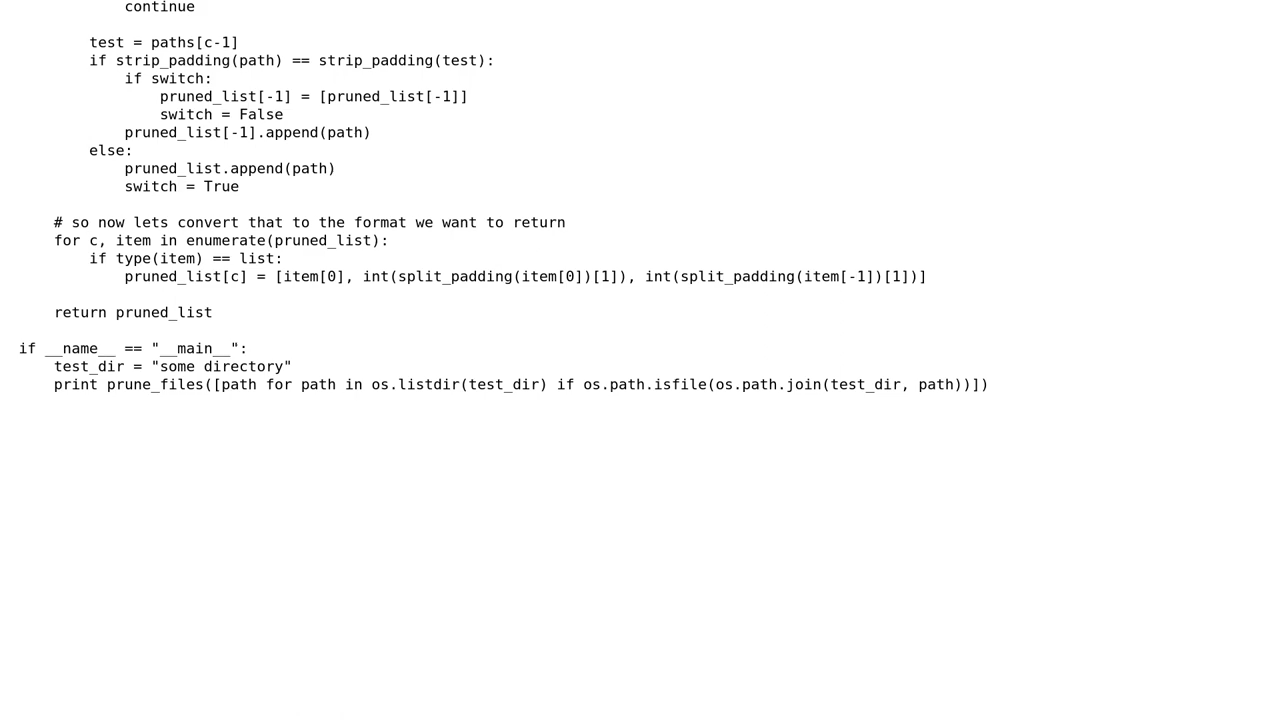 continue

        test = paths[c-1]
        if strip_padding(path) == strip_padding(test):
            if switch:
                pruned_list[-1] = [pruned_list[-1]]
                switch = False
            pruned_list[-1].append(path)
        else:
            pruned_list.append(path)
            switch = True

    # so now lets convert that to the format we want to return
    for c, item in enumerate(pruned_list):
        if type(item) == list:
            pruned_list[c] = [item[0], int(split_padding(item[0])[1]), int(split_padding(item[-1])[1])]

    return pruned_list

if __name__ == "__main__":
    test_dir = "some directory"
    print prune_files([path for path in os.listdir(test_dir) if os.path.isfile(os.path.join(test_dir, path))])